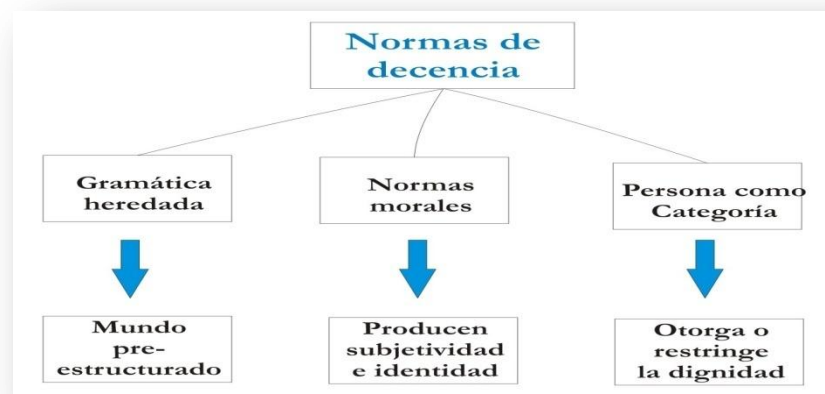 Normas de
decencia
Gramática
heredada
Normas
morales
Persona como
Categoría
Mundo
pre-
estructurado
Producen
subjetividad
e identidad
Otorga o
restringe
la dignidad